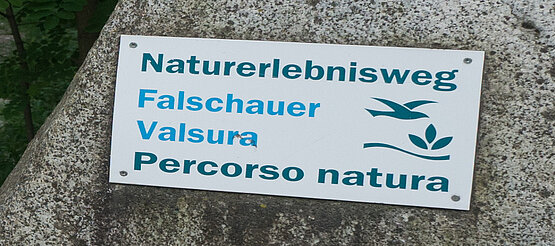 Naturerlebnisweg
Falschauer
Valsura
Percorso natura